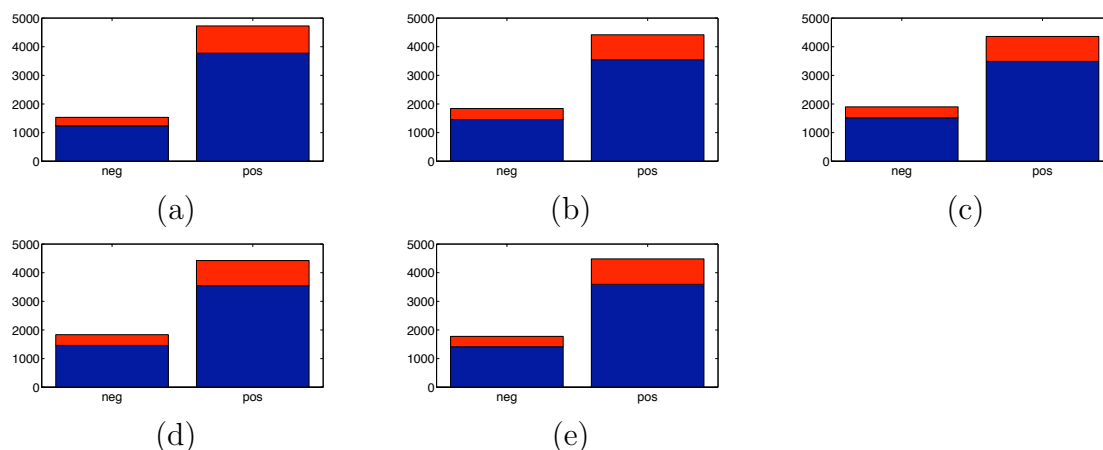 5000 5000 5000
4000 4000 4000
3000 3000 3000
2000 2000 2000
1000 1000 1000
0 0 0
neg pos neg pos neg pos
(a) (b) (c)
5000 5000
4000 4000
3000 3000
2000 2000
1000 1000
0 0
neg pos neg pos
(d) (e)